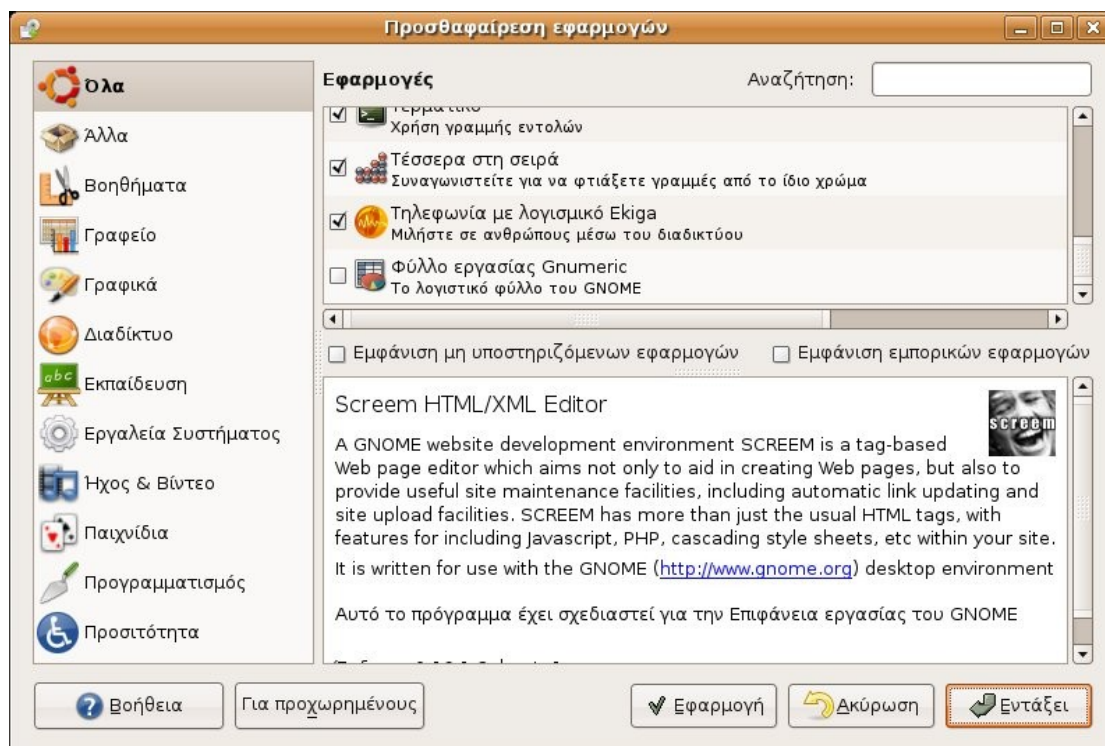 Προσθαφαίρεση εφαρμογών
Όλα
Άλλα
Βοηθήματα
Γραφείο
Γραφικά
Διαδίκτυο
abc
Εκπαίδευση
Εργαλεία Συστήματος
Ήχος & Βίντεο
Παιχνίδια
Προγραμματισμός
Προσιτότητα
Εφαρμογές
Αναζήτηση:
Τερματικό
Χρήση γραμμής εντολών
Τέσσερα στη σειρά
Συναγωνιστείτε για να φτιάξετε γραμμές από το ίδιο χρώμα
Τηλεφωνία με λογισμικό Ekiga
Μιλήστε σε ανθρώπους μέσω του διαδικτύου
Φύλλο εργασίας Gnumeric
Το λογιστικό φύλλο του GNOME
Εμφάνιση μη υποστηριζόμενων εφαρμογών
Εμφάνιση εμπορικών εφαρμογών
Screem HTML/XML Editor
screem
A GNOME website development environment SCREEM is a tag-based
Web page editor which aims not only to aid in creating Web pages, but also to
provide useful site maintenance facilities, including automatic link updating and
site upload facilities. SCREEM has more than just the usual HTML tags, with
features for including Javascript, PHP, cascading style sheets, etc within your site.
It is written for use with the GNOME (http://www.gnome.org) desktop environment
Αυτό το πρόγραμμα έχει σχεδιαστεί για την Επιφάνεια εργασίας του GNOME
Βοήθεια
Για προχωρημένους
Εφαρμογή
Ακύρωση
Εντάξει